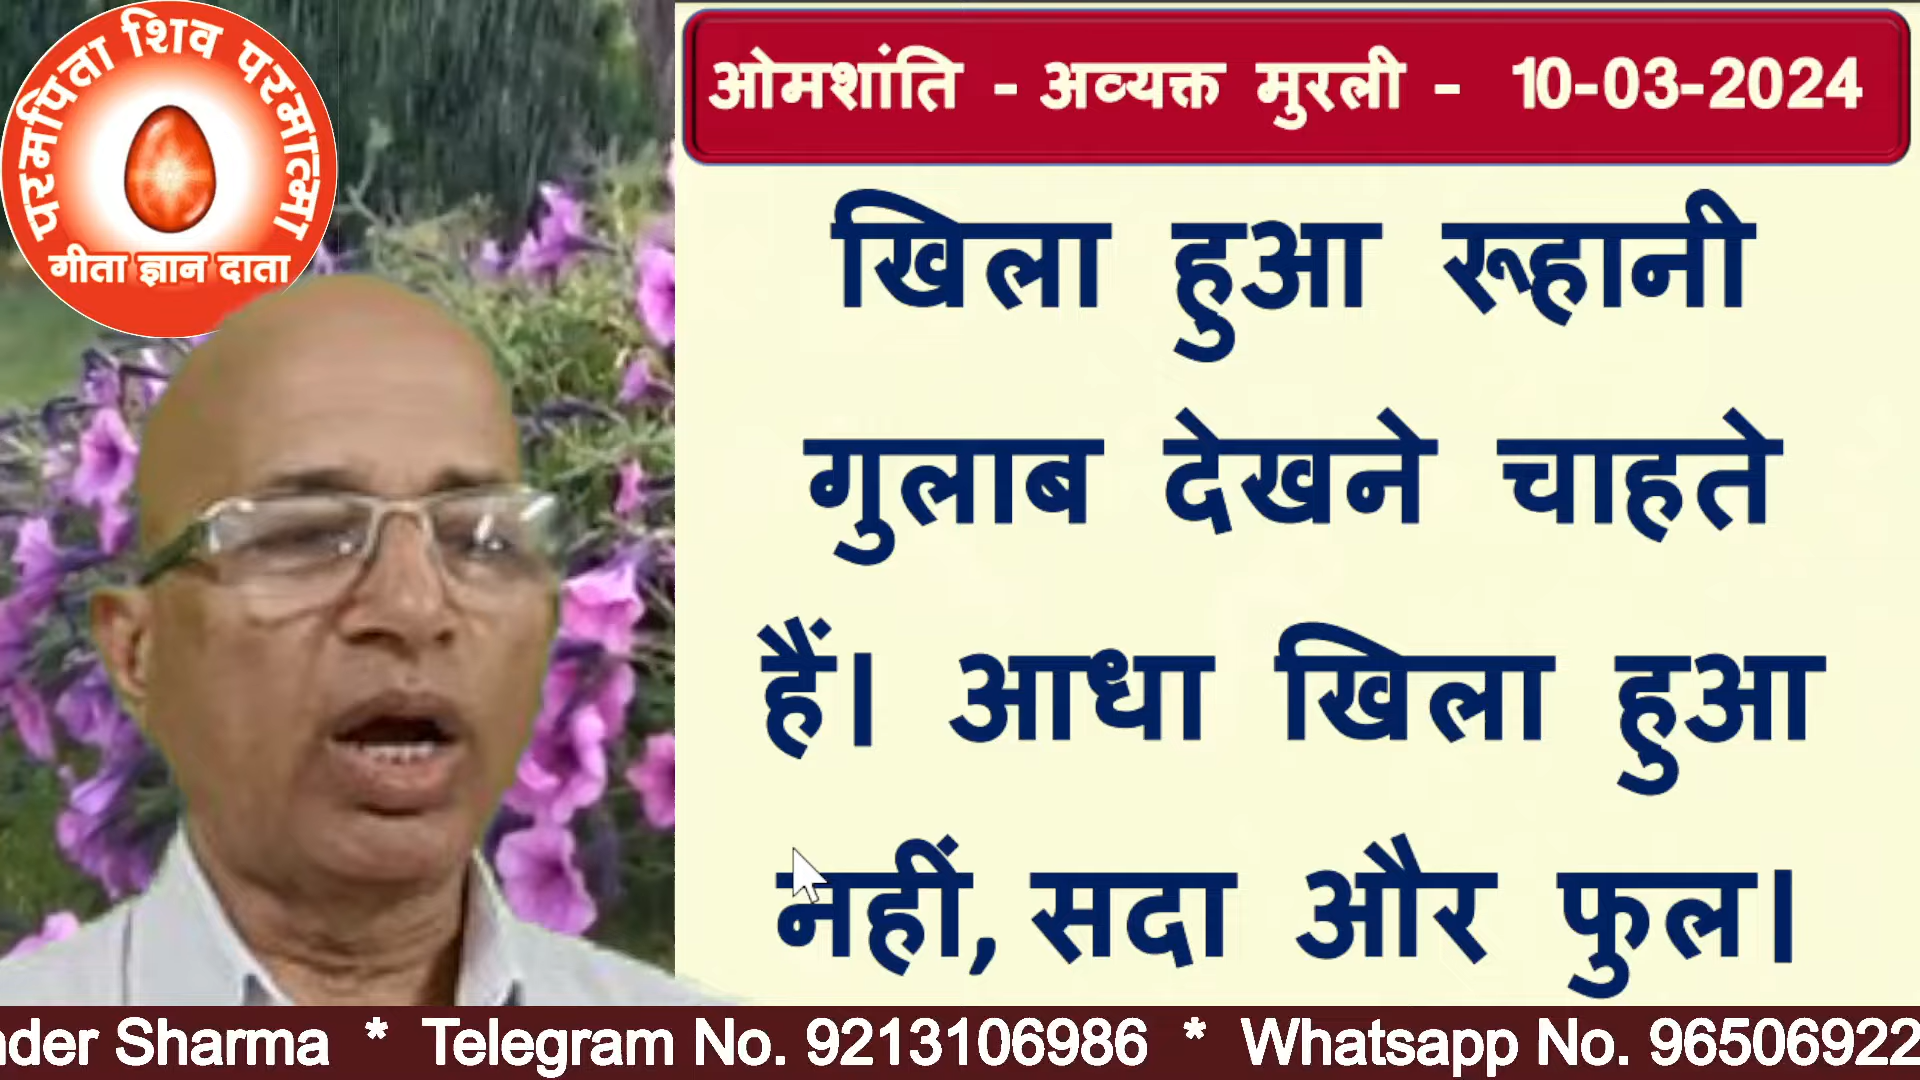 परमपिता शिव परमात्मा
गीता ज्ञान दाता
ओमशांति - अव्यक्त मुरली - 10-03-2024
खिला हुआ रूहानी
गुलाब देखने चाहते
हैं। आधा खिला हुआ
नहीं, सदा और फुल।
nder Sharma * Telegram No. 9213106986 * Whatsapp No. 96506922